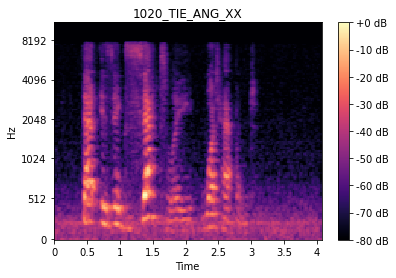 1020_TIE_ANG_XX
+0 dB
8192
-10 dB
4096
-20 dB
-30 dB
2048
Hz
-40 dB
1024
-50 dB
512
-60 dB
-70 dB
0
-80 dB
0 0.5 1 1.5 2 2.5 3 3.5 4
Time